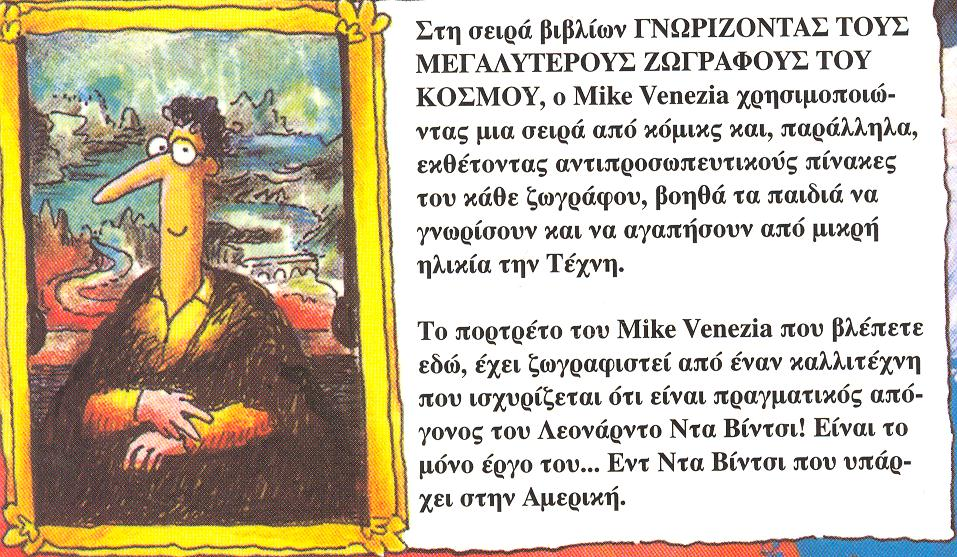 Στη σειρά βιβλίων ΓΝΩΡΙΖΟΝΤΑΣ ΤΟΥΣ
ΜΕΓΑΛΥΤΕΡΟΥΣ ΖΩΓΡΑΦΟΥΣ ΤΟΥ
ΚΟΣΜΟΥ, ο Mike Venezia χρησιμοποιώ-
ντας μια σειρά από κόμικς και, παράλληλα,
εκθέτοντας αντιπροσωπευτικούς πίνακες
του κάθε ζωγράφου, βοηθά τα παιδιά να
γνωρίσουν και να αγαπήσουν από μικρή
ηλικία την Τέχνη.
Το πορτρέτο του Mike Venezia που βλέπετε
εδώ, έχει ζωγραφιστεί από έναν καλλιτέχνη
που ισχυρίζεται ότι είναι πραγματικός από-
γονος του Λεονάρντο Ντα Βίντσι! Είναι το
μόνο έργο του... Εντ Ντα Βίντσι που υπάρ-
χει στην Αμερική.